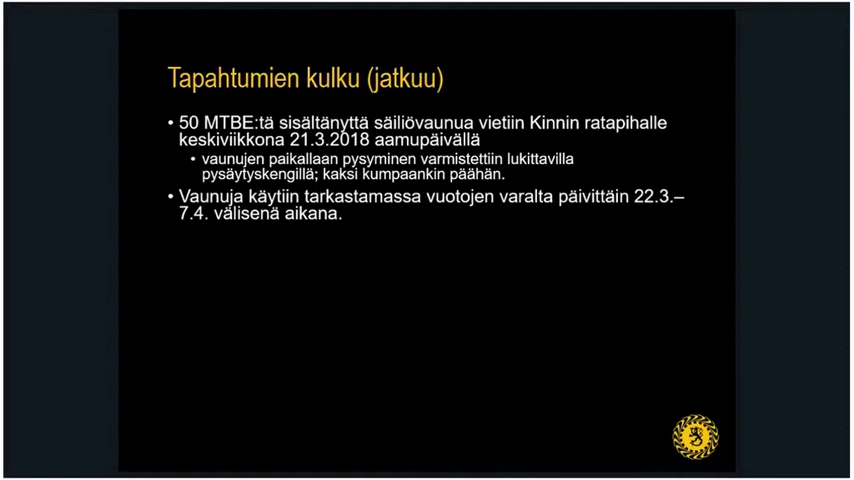 Tapahtumien kulku (jatkuu)
• 50 MTBE:tä sisältänyttä säiliövaunua vietiin Kinnin ratapihalle
keskiviikkona 21.3.2018 aamupäivällä
• vaunujen paikallaan pysyminen varmistettiin lukittavilla
pysäytyskengillä; kaksi kumpaankin päähän.
• Vaunuja käytiin tarkastamassa vuotojen varalta päivittäin 22.3.–
7.4. välisenä aikana.